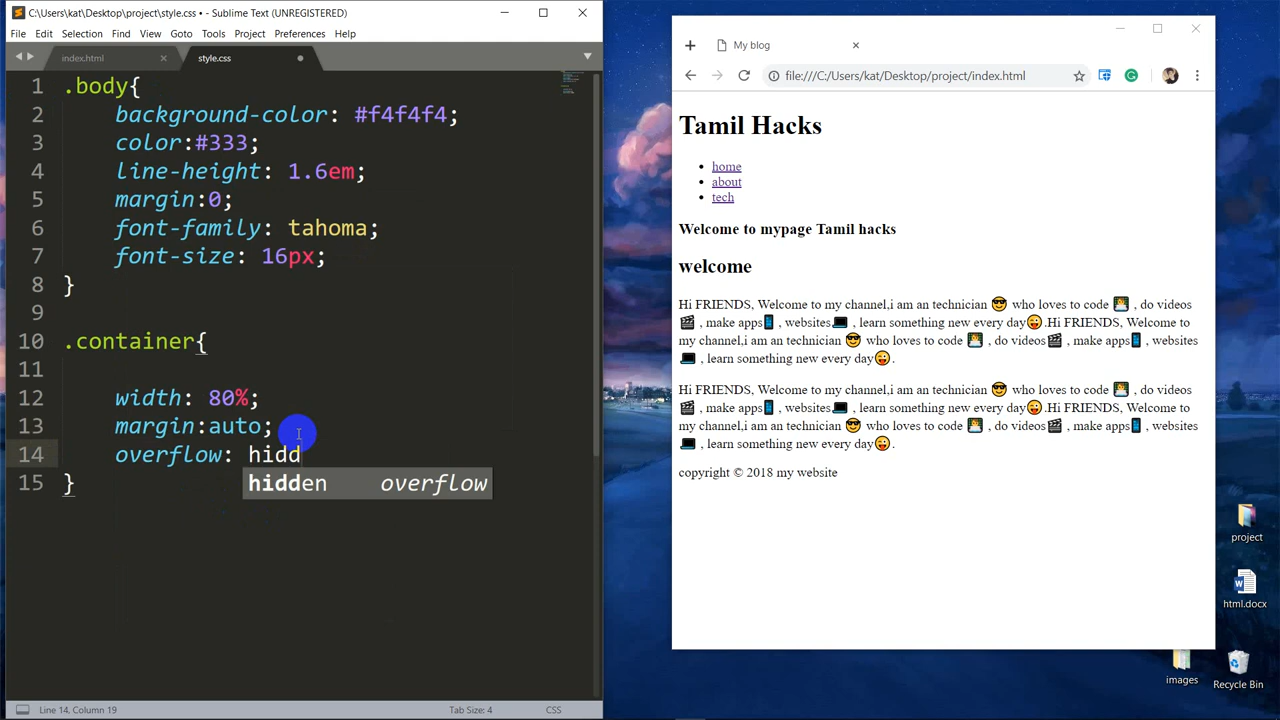 C:\Users\kat\Desktop\project\style.css • - Sublime Text (UNREGISTERED)
File Edit Selection Find View Goto Tools Project Preferences Help
index.html
style.css
1 .body{
2 background-color: #f4f4f4;
3 color:#333;
4 line-height: 1.6em;
5 margin:0;
6 font-family: tahoma;
7 font-size: 16px;
8 }
9
10 .container{
11
12 width: 80%;
13 margin:auto;
14 overflow: hidd
hidden overflow
15 }
Line 14, Column 19
Tab Size: 4
CSS
My blog
file:///C:/Users/kat/Desktop/project/index.html
Tamil Hacks
• home
• about
• tech
Welcome to mypage Tamil hacks
welcome
Hi FRIENDS, Welcome to my channel,i am an technician 😎 who loves to code 👨‍💻 , do videos
🎬 , make apps📱 , websites💻 , learn something new every day😜.Hi FRIENDS, Welcome to
my channel,i am an technician 😎 who loves to code 👨‍💻 , do videos🎬 , make apps📱 , websites
💻 , learn something new every day😜.
Hi FRIENDS, Welcome to my channel,i am an technician 😎 who loves to code 👨‍💻 , do videos
🎬 , make apps📱 , websites💻 , learn something new every day😜.Hi FRIENDS, Welcome to
my channel,i am an technician 😎 who loves to code 👨‍💻 , do videos🎬 , make apps📱 , websites
💻 , learn something new every day😜.
copyright © 2018 my website
project
html.docx
images
Recycle Bin